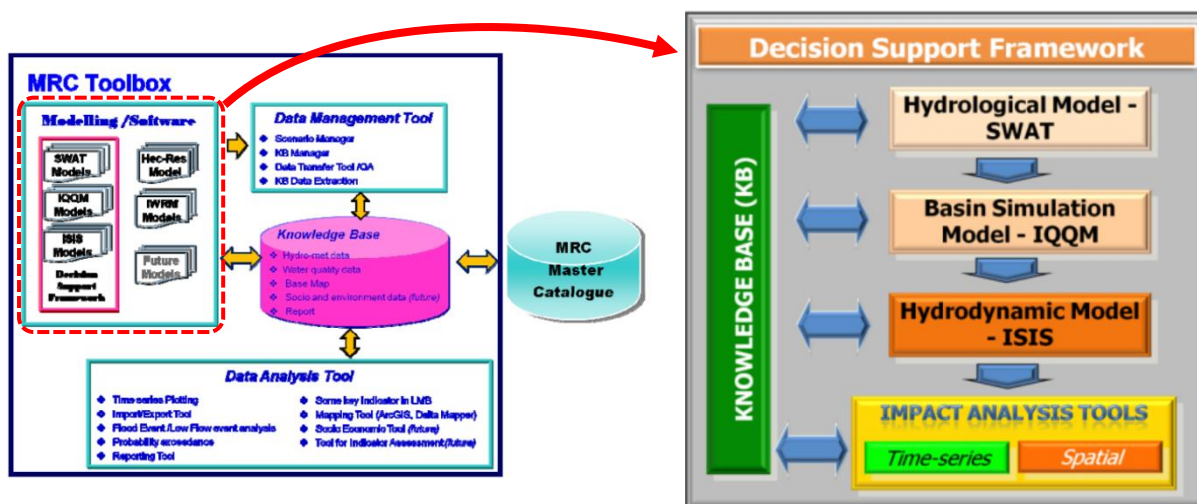 MRC Toolbox
Modelling /Software
SWAT
Models
Hec-Res
Model
IQQM
Models
IWRM
Models
ISIS
Models
Future
Models
Decision
Support
Framework
Data Management Tool
Scenario Manager
KB Manager
Data Transfer Tool /QA
KB Data Extraction
Knowledge Base
Hydro-met data
Water quality data
Base Map
Socio and environment data (future)
Report
MRC
Master
Catalogue
Data Analysis Tool
Time-series Plotting
Import/Export Tool
Flood Event /Low Flow event analysis
Probability exceedance
Reporting Tool
Some key Indicator in LMB
Mapping Tool (ArcGIS, Delta Mapper)
Socio Economic Tool (future)
Tool for Indicator Assessment (future)
Decision Support Framework
KNOWLEDGE BASE (KB)
Hydrological Model -
SWAT
Basin Simulation
Model - IQQM
Hydrodynamic Model
- ISIS
IMPACT ANALYSIS TOOLS
Time-series
Spatial